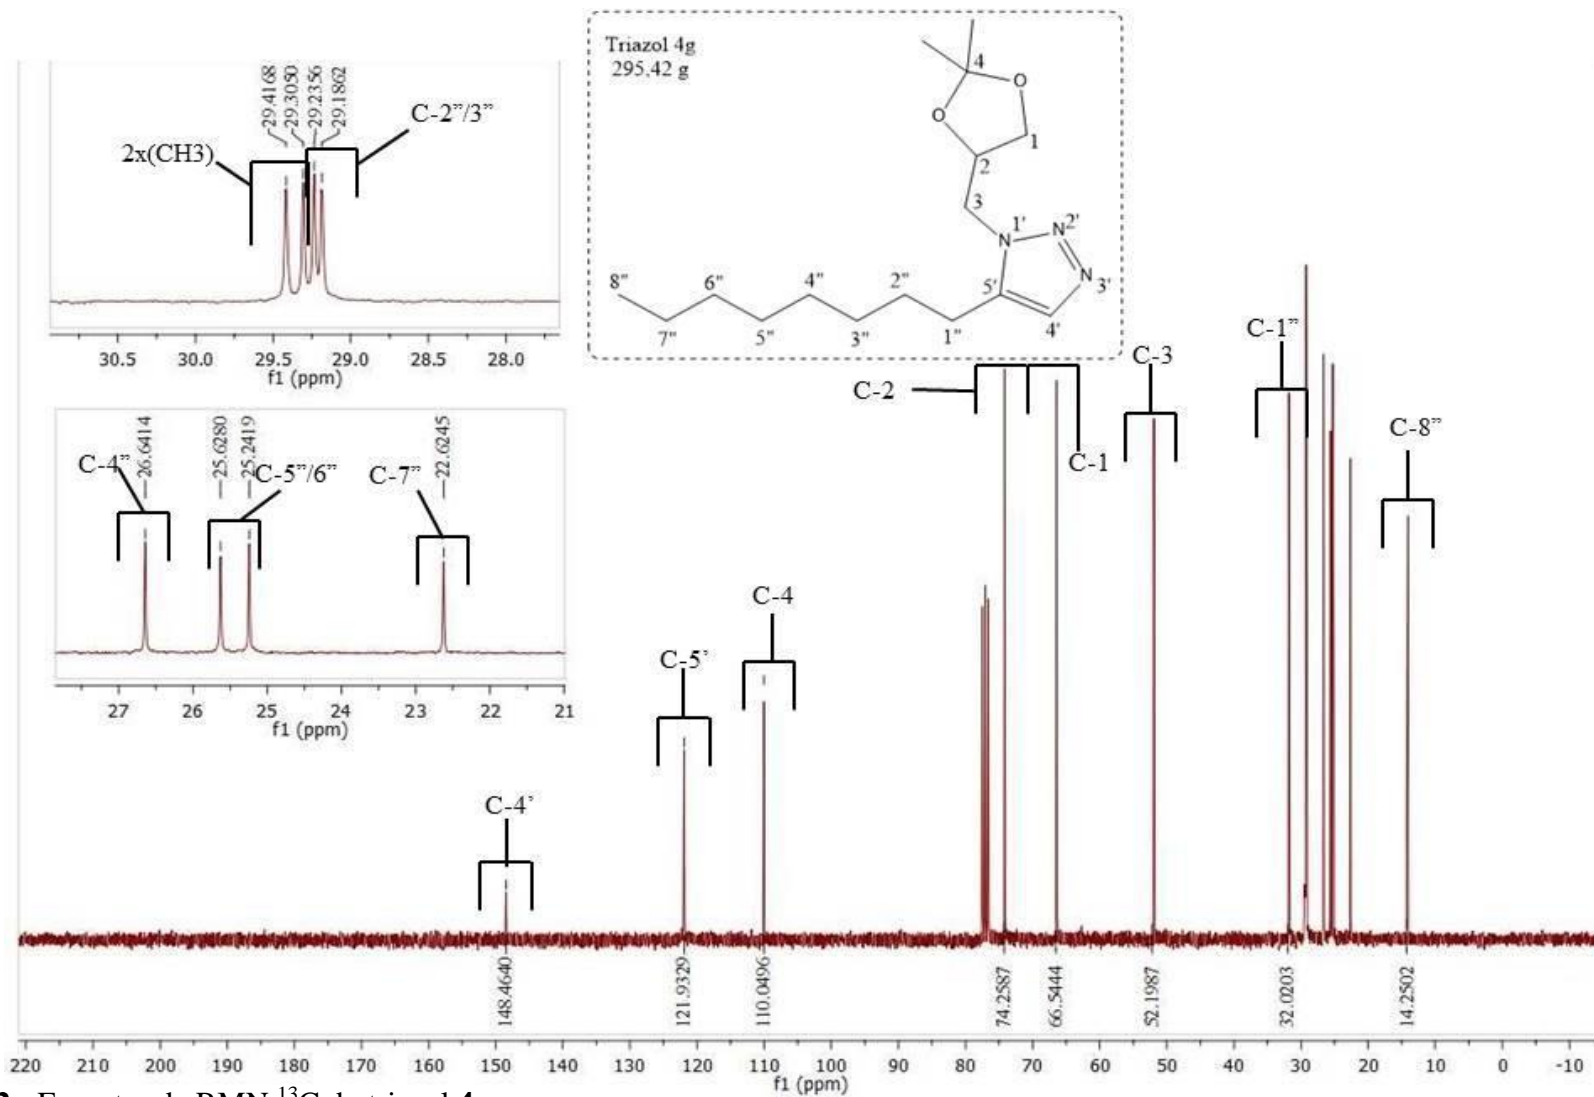 Triazol 4g
295,42 g
4
O
O
1
2
3
1'
N
N
2'
N
3'
5'
4'
8"
6"
4"
2"
7"
5"
3"
1"
29.4168
29.3050
29.2356
29.1862
2x(CH3)
C-2”/3”
30.5 30.0 29.5 29.0 28.5 28.0
f1 (ppm)
26.6414
25.6280
25.2419
22.6245
C-4”
C-5”/6”
C-7”
27 26 25 24 23 22 21
f1 (ppm)
C-4’
C-5’
C-4
C-2
C-1
C-3
C-1”
C-8”
148.4640
121.9329
110.0496
74.2587
66.5444
52.1987
32.0203
14.2502
220 210 200 190 180 170 160 150 140 130 120 110 100 90 80 70 60 50 40 30 20 10 0 -10
f1 (ppm)
RMN 13C